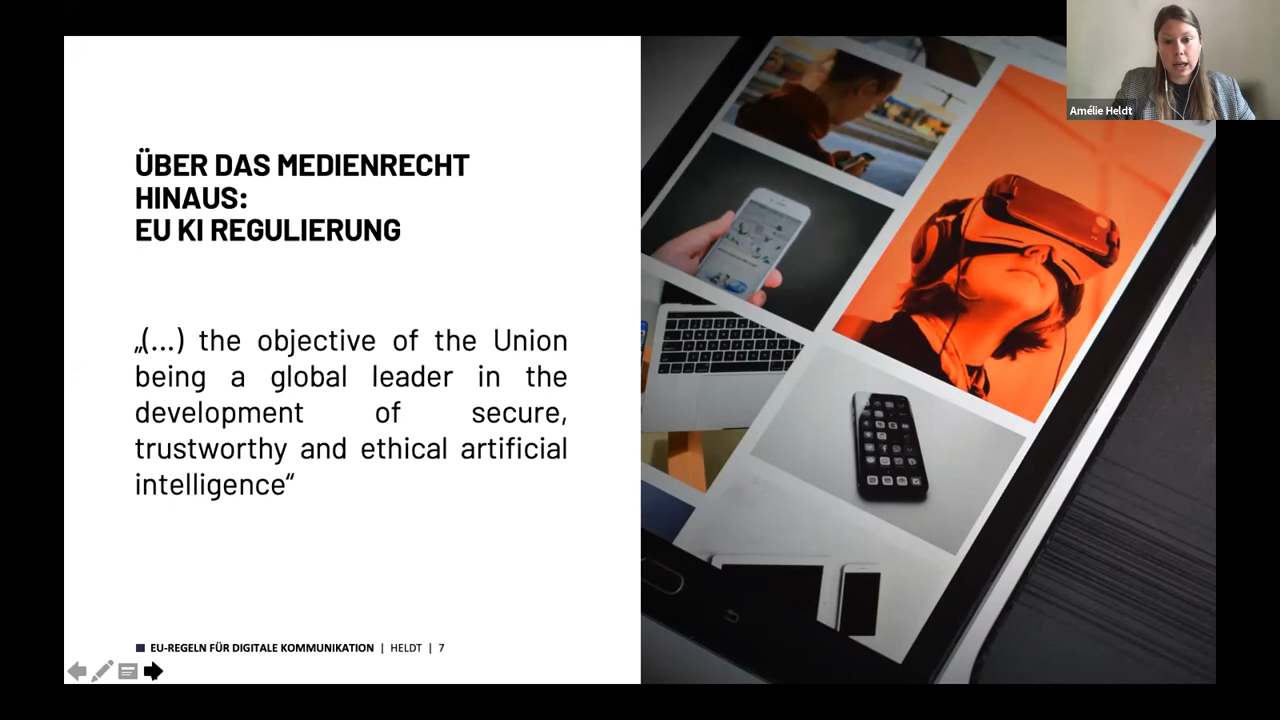 Amélie Heldt
ÜBER DAS MEDIENRECHT
HINAUS:
EU KI REGULIERUNG
„(...) the objective of the Union
being a global leader in the
development of secure,
trustworthy and ethical artificial
intelligence“
EU-REGELN FÜR DIGITALE KOMMUNIKATION | HELDT | 7